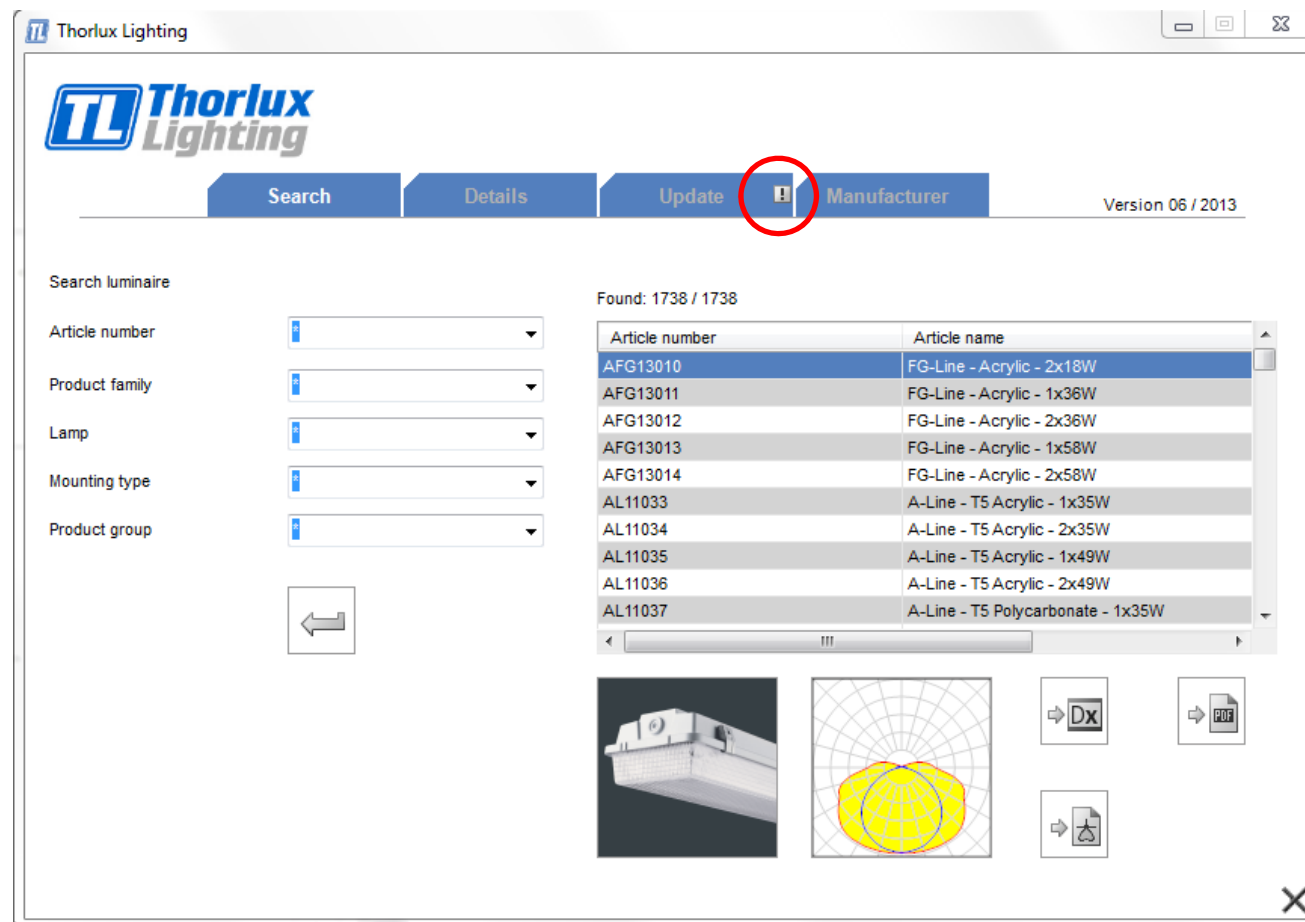 TL Thorlux Lighting
TL Thorlux
Lighting
Search Details Update ! Manufacturer
Version 06 / 2013
Search luminaire
Found: 1738 / 1738
Article number *
Product family *
Lamp *
Mounting type *
Product group *
Article number Article name
AFG13010 FG-Line - Acrylic - 2x18W
AFG13011 FG-Line - Acrylic - 1x36W
AFG13012 FG-Line - Acrylic - 2x36W
AFG13013 FG-Line - Acrylic - 1x58W
AFG13014 FG-Line - Acrylic - 2x58W
AL11033 A-Line - T5 Acrylic - 1x35W
AL11034 A-Line - T5 Acrylic - 2x35W
AL11035 A-Line - T5 Acrylic - 1x49W
AL11036 A-Line - T5 Acrylic - 2x49W
AL11037 A-Line - T5 Polycarbonate - 1x35W
Dx
PDF